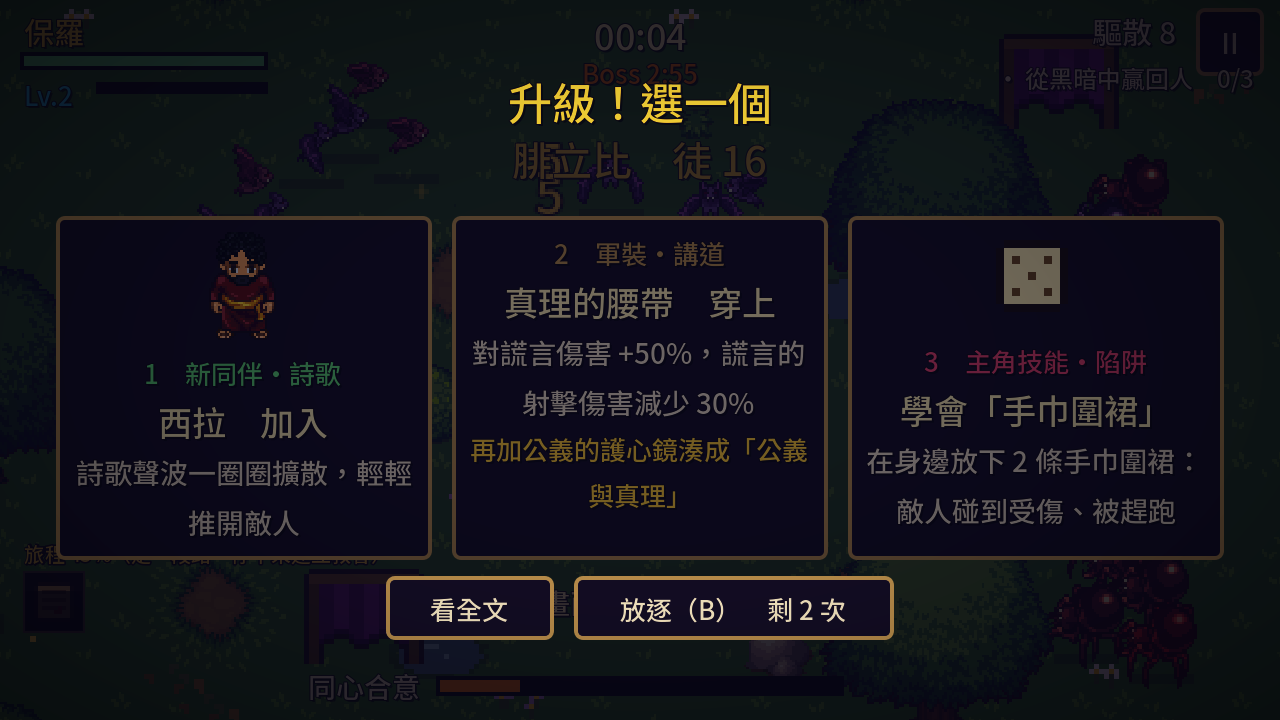 保羅
00:04
驅散 8
Boss 2:55
Lv.2
・從黑暗中贏回人 0/3
升級！選一個
腓立比 徒 16
5
5
1 新同伴・詩歌
西拉 加入
詩歌聲波一圈圈擴散，輕輕
推開敵人
2 軍裝・講道
真理的腰帶 穿上
對謊言傷害 +50%，謊言的
射擊傷害減少 30%
再加公義的護心鏡湊成「公義
與真理」
3 主角技能・陷阱
學會「手巾圍裙」
在身邊放下 2 條手巾圍裙：
敵人碰到受傷、被趕跑
旅程
看全文
放逐（B） 剩 2 次
同心合意